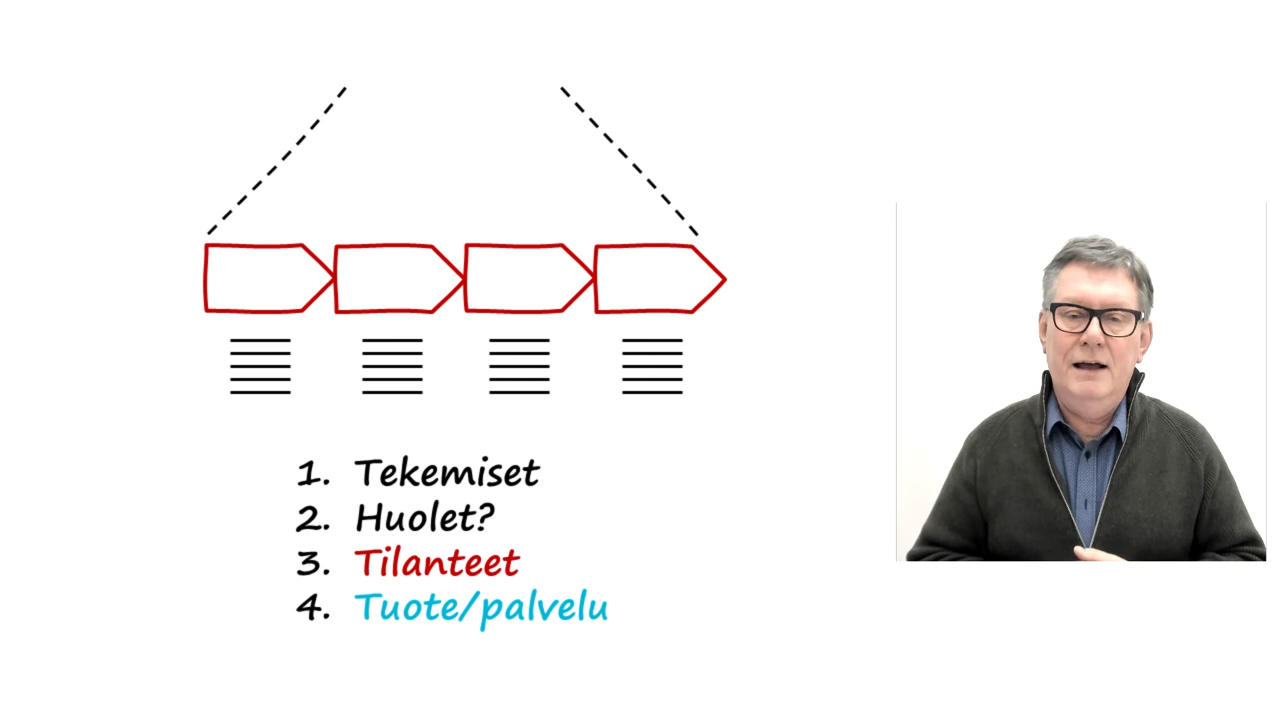 1. Tekemiset
2. Huolet?
3. Tilanteet
4. Tuote/palvelu